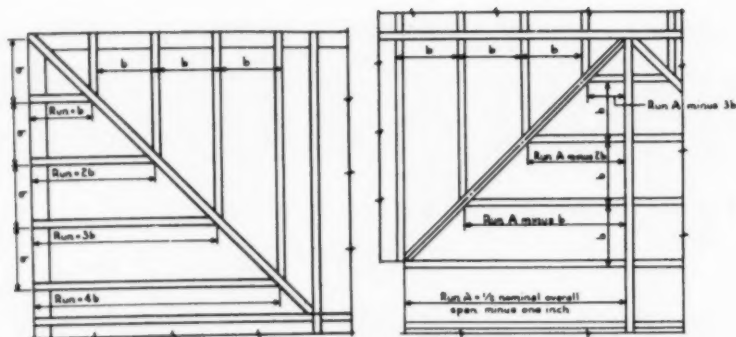 b
b
b
b
Run=b
b
Run=2b
b
Run=3b
b
Run=4b
b
b
b
Run A minus 3b
b
Run A minus 2b
b
Run A minus b
b
Run A = ½ nominal overall
span minus one inch